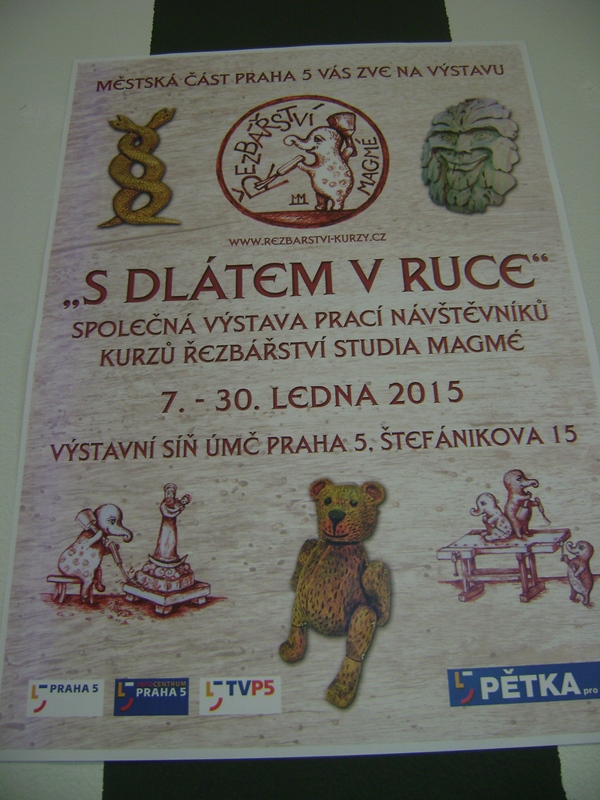 MĚSTSKÁ ČÁST PRAHA 5 VÁS ZVE NA VÝSTAVU
ŘEZBÁŘSTVÍ
MAGMÉ
WWW.REZBARSTVI-KURZY.CZ
„S DLÁTEM V RUCE“
SPOLEČNÁ VÝSTAVA PRACÍ NÁVŠTĚVNÍKŮ
KURZŮ ŘEZBÁŘSTVÍ STUDIA MAGMÉ
7. - 30. LEDNA 2015
VÝSTAVNÍ SÍŇ ÚMČ PRAHA 5, ŠTEFÁNIKOVA 15
PRAHA 5
INFOCENTRUM
PRAHA 5
TVP5
PĚTKA pro